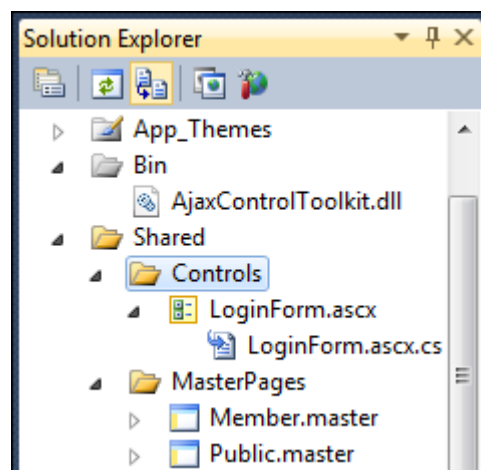 Solution Explorer
App_Themes
Bin
AjaxControlToolkit.dll
Shared
Controls
LoginForm.ascx
LoginForm.ascx.cs
MasterPages
Member.master
Public.master